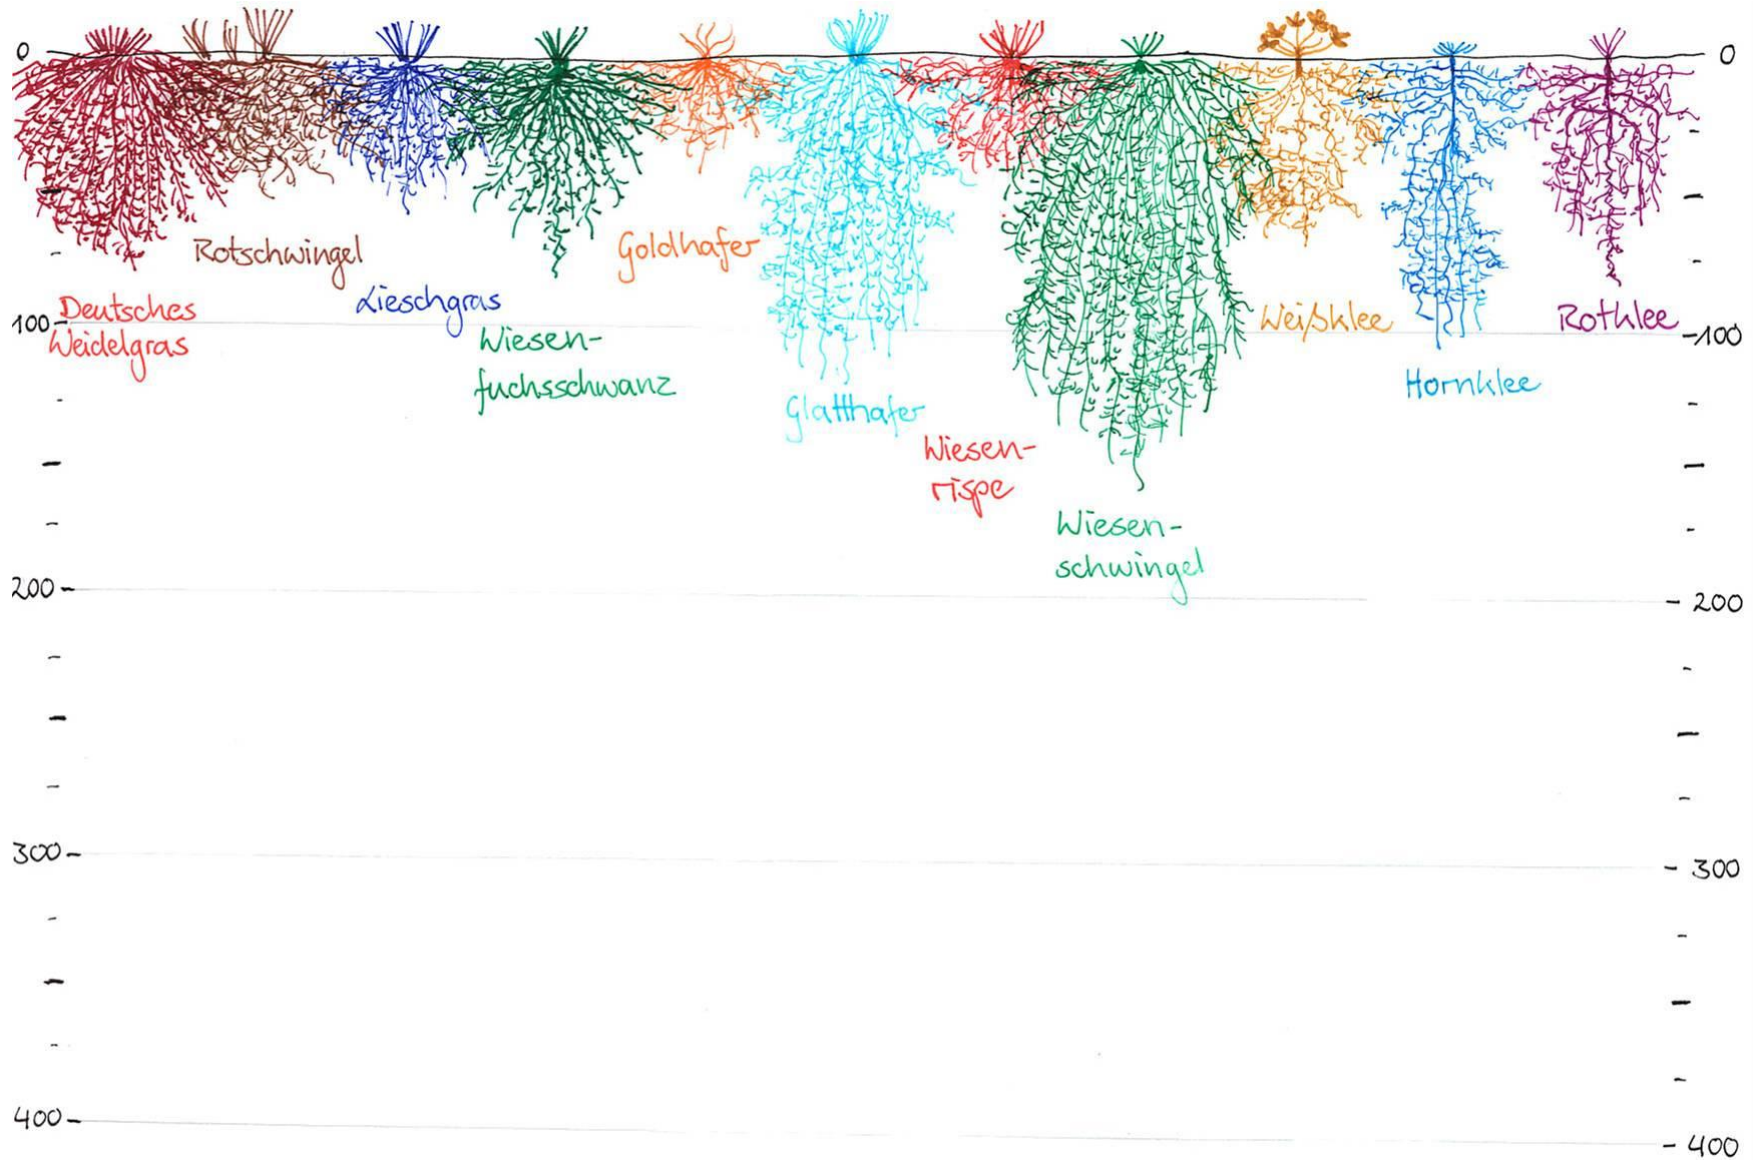 0
0
Rotschwingel
Goldhafer
Deutsches
Weidelgras
Lieschgras
Weißklee
Rotklee
100
100
Wiesen-
fuchsschwanz
Hornklee
Glatthafer
Wiesen-
rispe
Wiesen-
schwingel
200
200
300
300
400
400